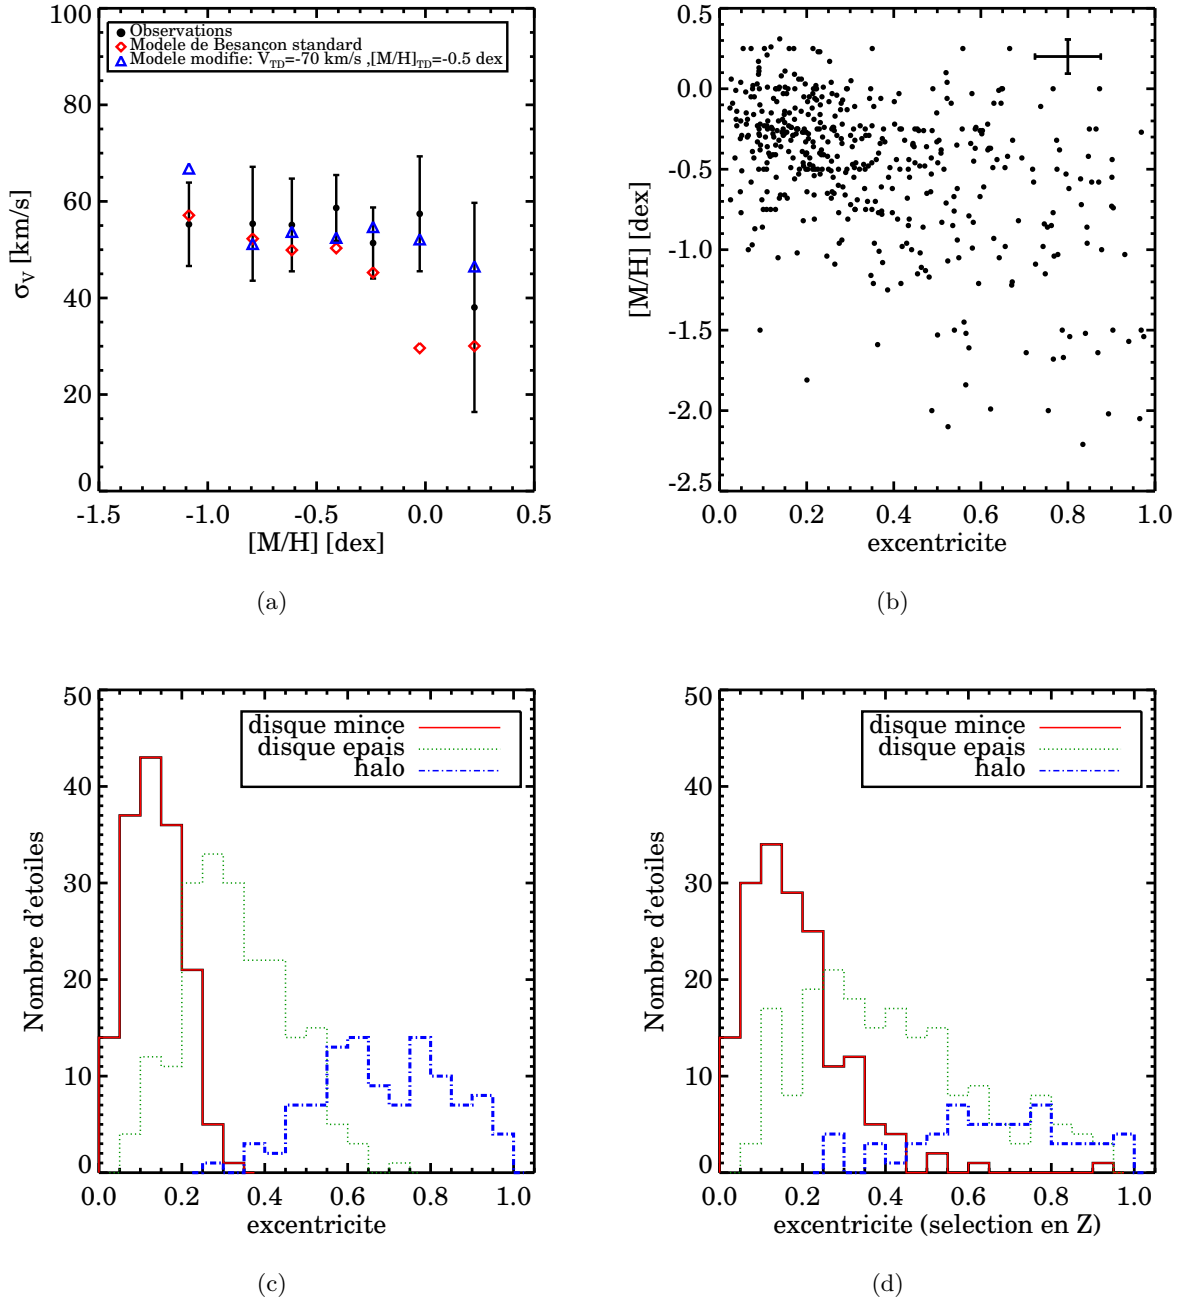 (a)
100
80
60
40
20
0
σV [km/s]
Observations
Modele de Besançon standard
Modele modifie: VTD=-70 km/s ,[M/H]TD=-0.5 dex
-1.5 -1.0 -0.5 0.0 0.5
[M/H] [dex]
(a)
(b)
0.5
0.0
-0.5
-1.0
-1.5
-2.0
-2.5
[M/H] [dex]
0.0 0.2 0.4 0.6 0.8 1.0
excentricite
(b)
50
40
30
20
10
0
Nombre d'etoiles
disque mince
disque epais
halo
0.0 0.2 0.4 0.6 0.8 1.0
excentricite
(c)
50
40
30
20
10
0
Nombre d'etoiles
disque mince
disque epais
halo
0.0 0.2 0.4 0.6 0.8 1.0
excentricite (selection en Z)
(d)